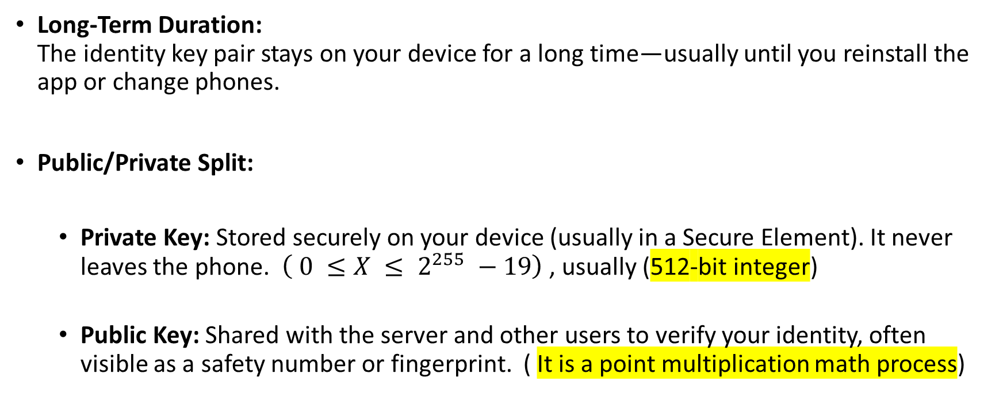 • Long-Term Duration:
The identity key pair stays on your device for a long time—usually until you reinstall the
app or change phones.
• Public/Private Split:
• Private Key: Stored securely on your device (usually in a Secure Element). It never
leaves the phone. ( 0 ≤ X ≤ 2²⁵⁵ − 19) , usually (512-bit integer)
• Public Key: Shared with the server and other users to verify your identity, often
visible as a safety number or fingerprint. ( It is a point multiplication math process)